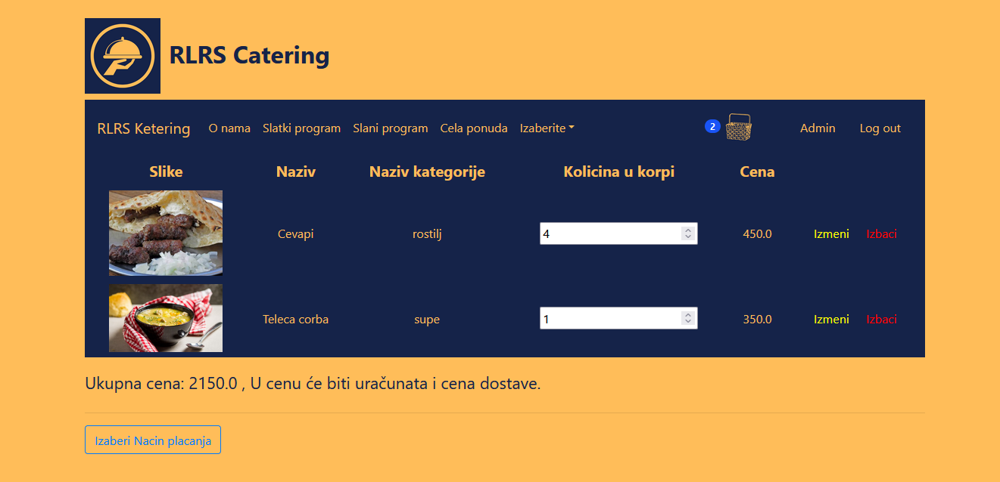 RLRS Catering
RLRS Ketering O nama Slatki program Slani program Cela ponuda Izaberite 2 Admin Log out
Slike Naziv Naziv kategorije Kolicina u korpi Cena
Cevapi rostilj 4 450.0 Izmeni Izbaci
Teleca corba supe 1 350.0 Izmeni Izbaci
Ukupna cena: 2150.0 , U cenu će biti uračunata i cena dostave.
Izaberi Nacin placanja